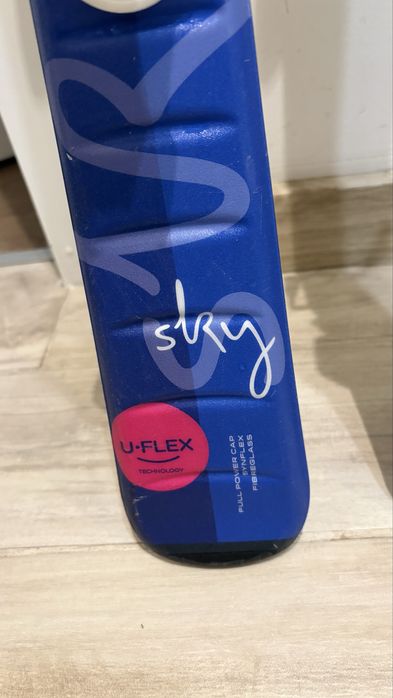 sky
U•FLEX
TECHNOLOGY
FULL POWER CAP
SYNFLEX
FIBREGLASS